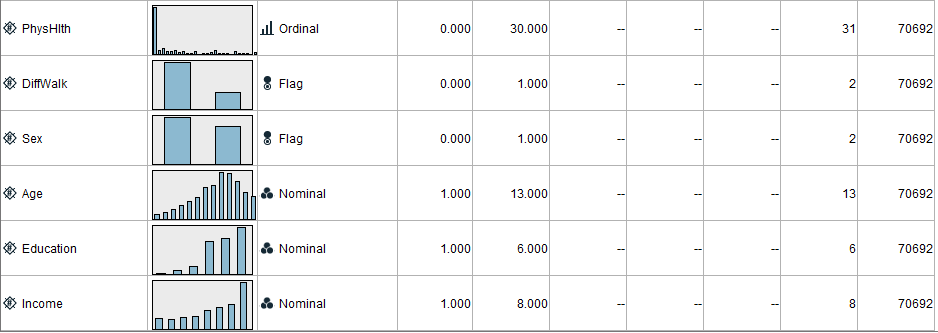 PhysHlth Ordinal 0.000 30.000 -- -- -- 31 70692
DiffWalk Flag 0.000 1.000 -- -- -- 2 70692
Sex Flag 0.000 1.000 -- -- -- 2 70692
Age Nominal 1.000 13.000 -- -- -- 13 70692
Education Nominal 1.000 6.000 -- -- -- 6 70692
Income Nominal 1.000 8.000 -- -- -- 8 70692